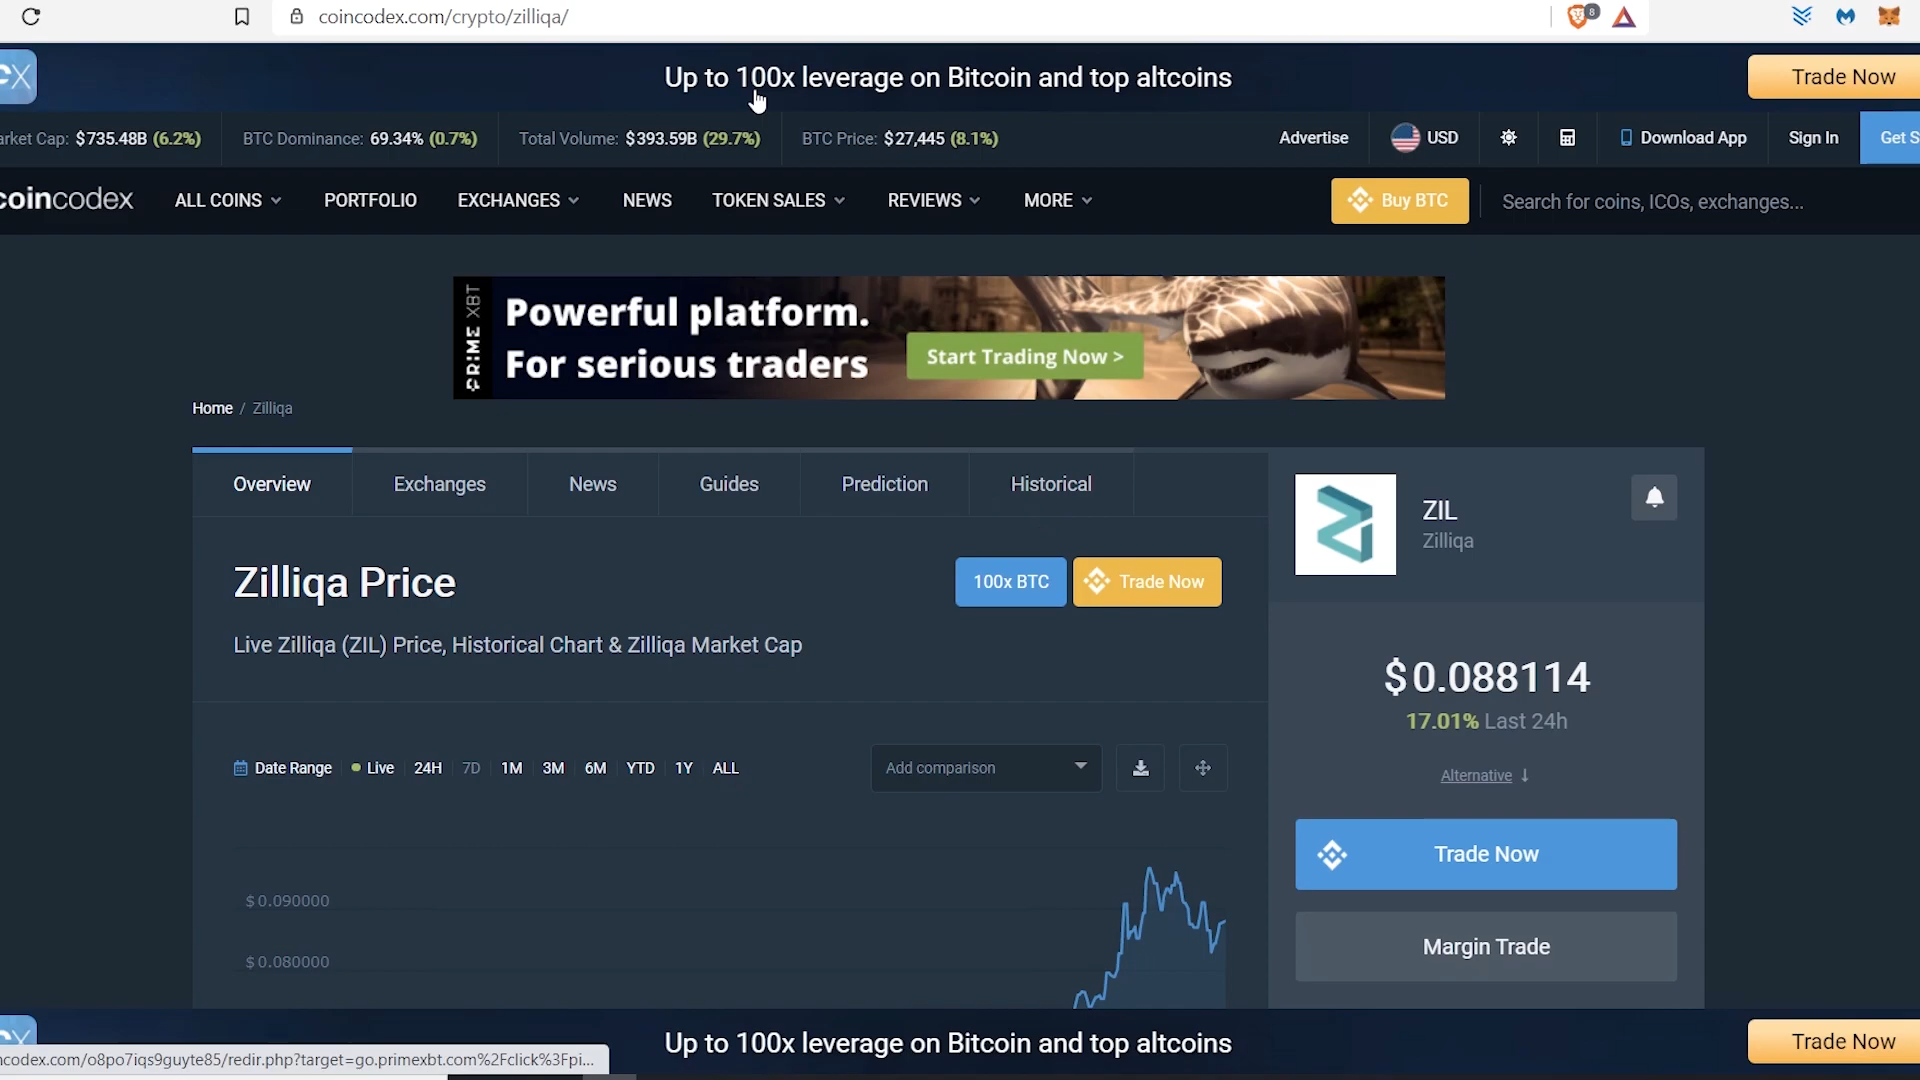 coincodex.com/crypto/zilliqa/
8
CX
Up to 100x leverage on Bitcoin and top altcoins
Trade Now
arket Cap: $735.48B (6.2%) BTC Dominance: 69.34% (0.7%) Total Volume: $393.59B (29.7%) BTC Price: $27,445 (8.1%) Advertise USD Download App Sign In Get S
coincodex ALL COINS PORTFOLIO EXCHANGES NEWS TOKEN SALES REVIEWS MORE Buy BTC Search for coins, ICOs, exchanges...
PRIME XBT
Powerful platform.
For serious traders
Start Trading Now >
Home / Zilliqa
Overview Exchanges News Guides Prediction Historical
Zilliqa Price
100x BTC Trade Now
Live Zilliqa (ZIL) Price, Historical Chart & Zilliqa Market Cap
Date Range Live 24H 7D 1M 3M 6M YTD 1Y ALL Add comparison
$0.090000
$0.080000
ZIL
Zilliqa
$0.088114
17.01% Last 24h
Alternative ↓
Trade Now
Margin Trade
CX
Up to 100x leverage on Bitcoin and top altcoins
Trade Now
ncodex.com/o8po7iqs9guyte85/redir.php?target=go.primexbt.com%2Fclick%3Fpi...